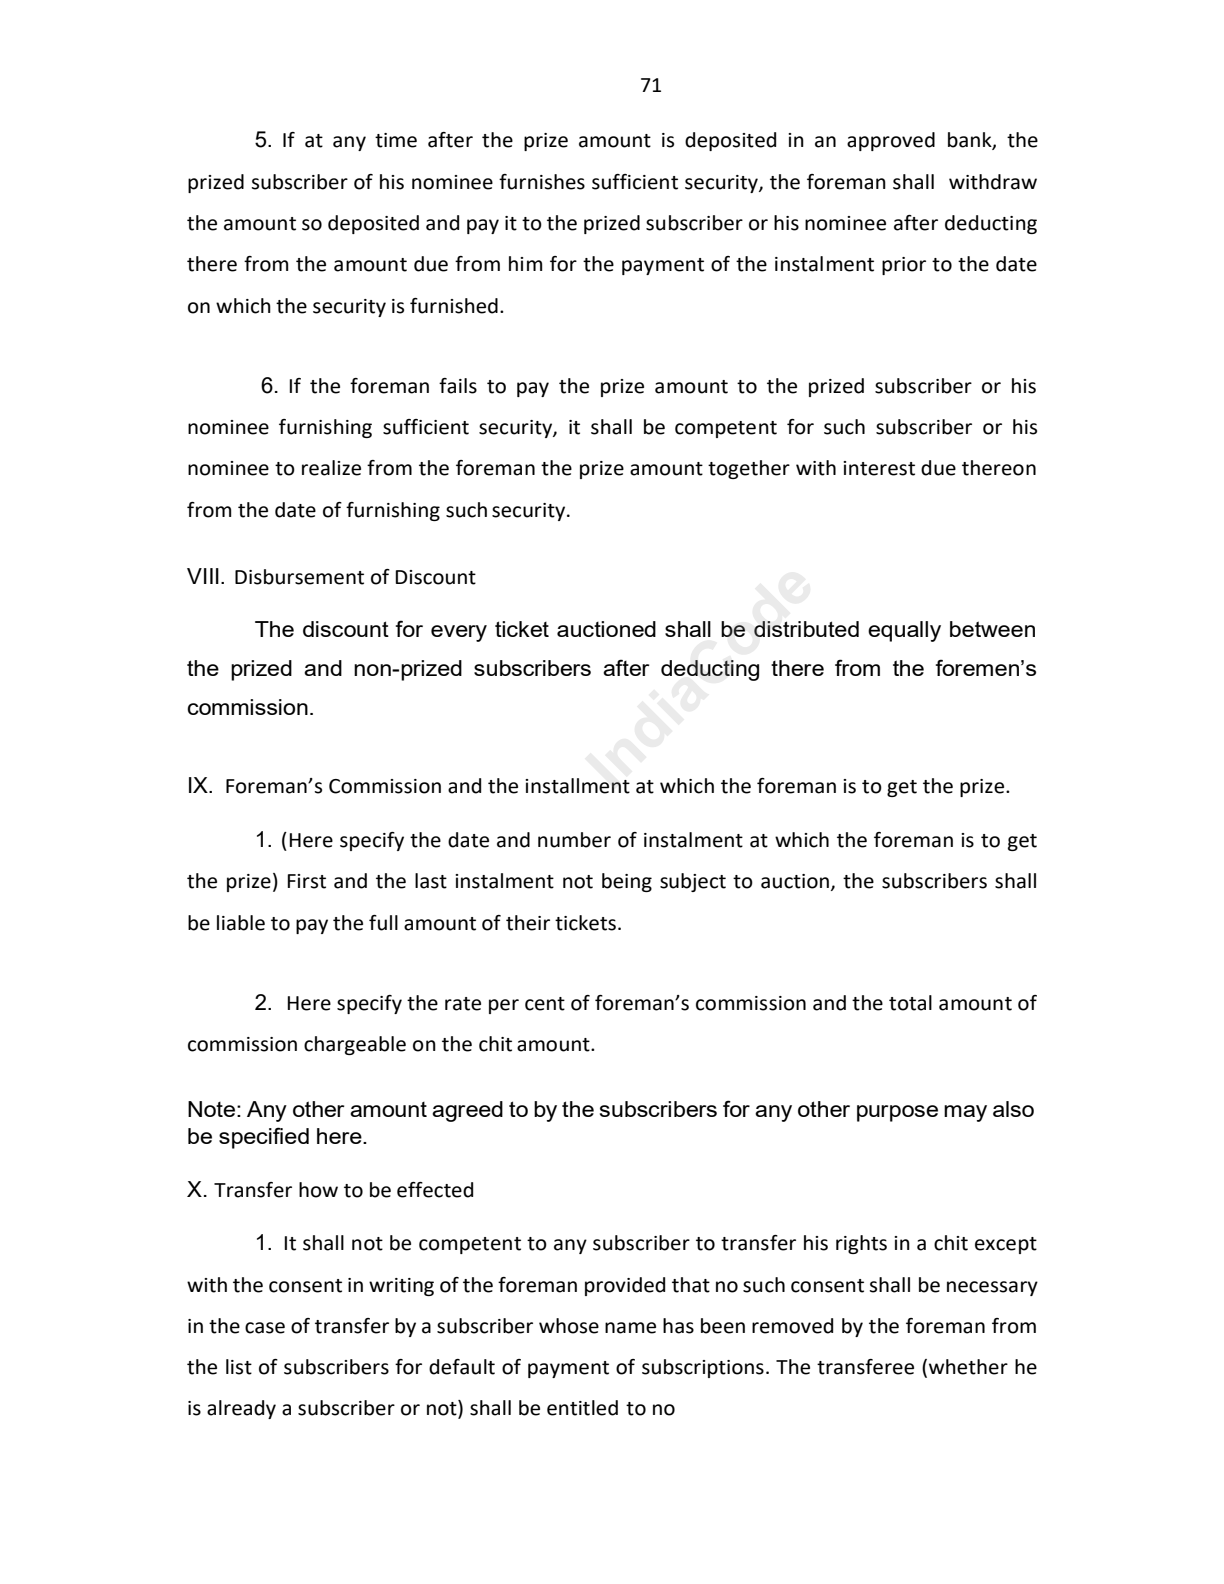 71
5. If at any time after the prize amount is deposited in an approved bank, the
prized subscriber of his nominee furnishes sufficient security, the foreman shall withdraw
the amount so deposited and pay it to the prized subscriber or his nominee after deducting
there from the amount due from him for the payment of the instalment prior to the date
on which the security is furnished.
6. If the foreman fails to pay the prize amount to the prized subscriber or his
nominee furnishing sufficient security, it shall be competent for such subscriber or his
nominee to realize from the foreman the prize amount together with interest due thereon
from the date of furnishing such security.
VIII. Disbursement of Discount
The discount for every ticket auctioned shall be distributed equally between
the prized and non-prized subscribers after deducting there from the foremen’s
commission.
IndiaCode
IX. Foreman’s Commission and the installment at which the foreman is to get the prize.
1. (Here specify the date and number of instalment at which the foreman is to get
the prize) First and the last instalment not being subject to auction, the subscribers shall
be liable to pay the full amount of their tickets.
2. Here specify the rate per cent of foreman’s commission and the total amount of
commission chargeable on the chit amount.
Note: Any other amount agreed to by the subscribers for any other purpose may also
be specified here.
X. Transfer how to be effected
1. It shall not be competent to any subscriber to transfer his rights in a chit except
with the consent in writing of the foreman provided that no such consent shall be necessary
in the case of transfer by a subscriber whose name has been removed by the foreman from
the list of subscribers for default of payment of subscriptions. The transferee (whether he
is already a subscriber or not) shall be entitled to no